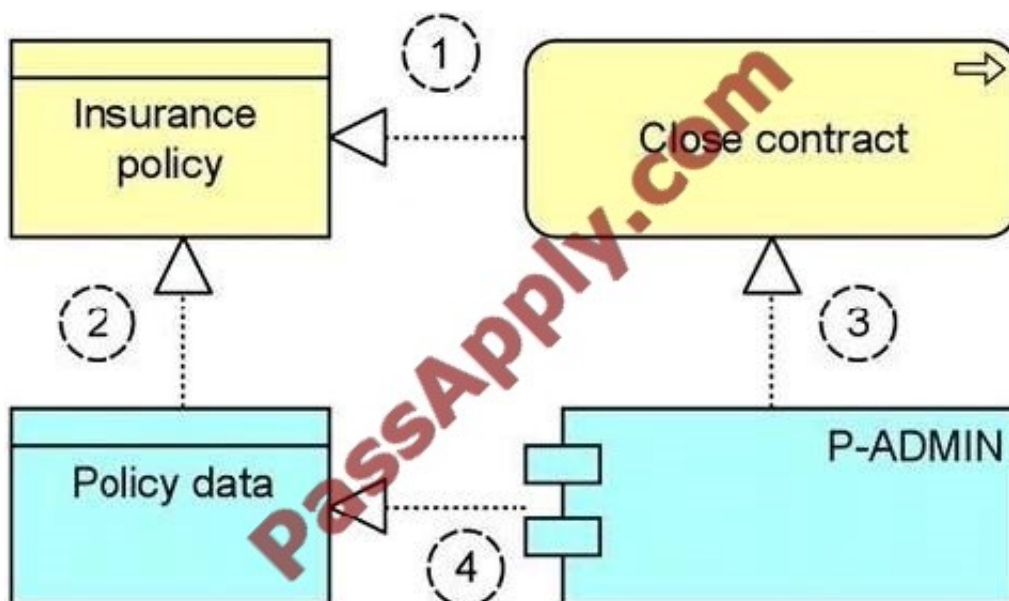 1
Insurance
policy
Close contract
2
3
Policy data
P-ADMIN
4
PassApply.com